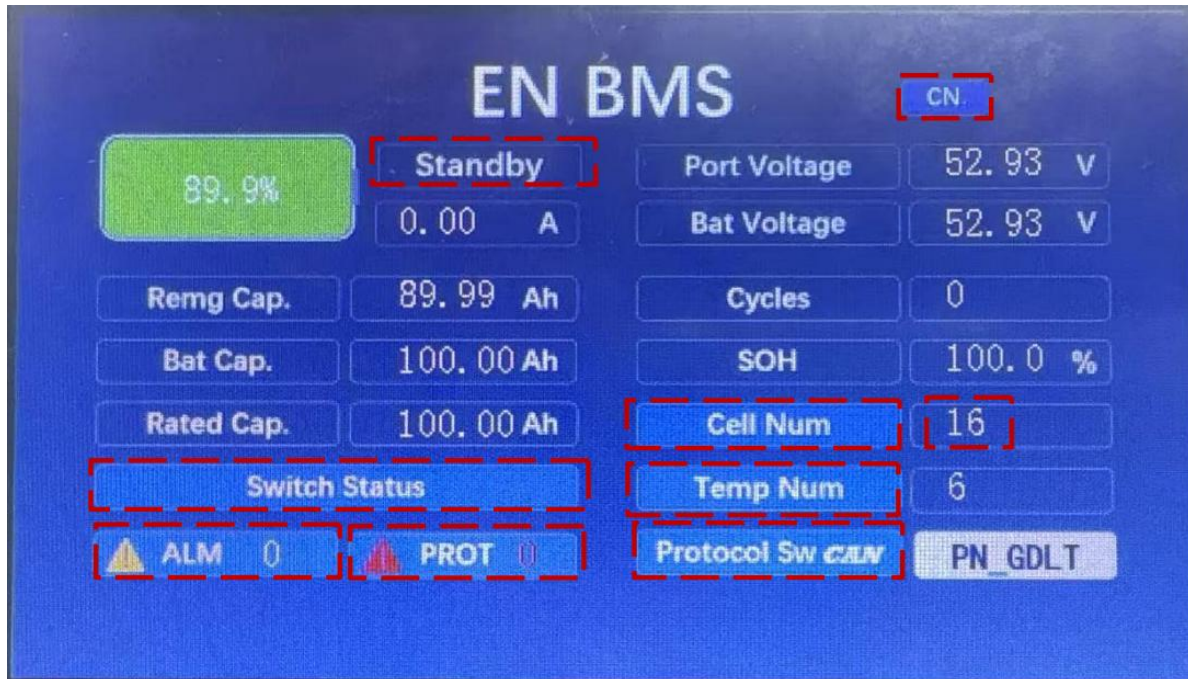 EN BMS
CN.
89.9%
Standby
Port Voltage 52.93 V
0.00 A
Bat Voltage 52.93 V
Remg Cap. 89.99 Ah
Cycles 0
Bat Cap. 100.00 Ah
SOH 100.0 %
Rated Cap. 100.00 Ah
Cell Num 16
Switch Status
Temp Num 6
ALM 0
PROT 0
Protocol Sw CAN PN_GDLT